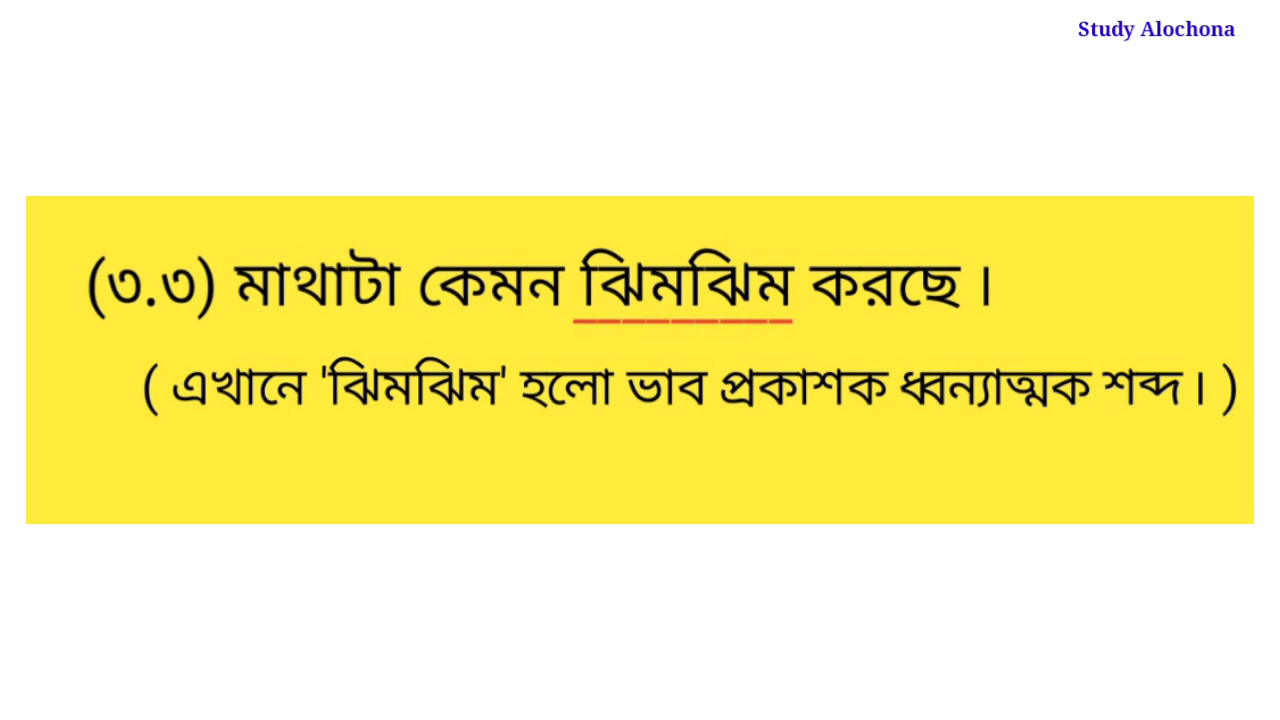 Study Alochona
(৩.৩) মাথাটা কেমন ঝিমঝিম করছে।
( এখানে 'ঝিমঝিম' হলো ভাব প্রকাশক ধ্বন্যাত্মক শব্দ। )